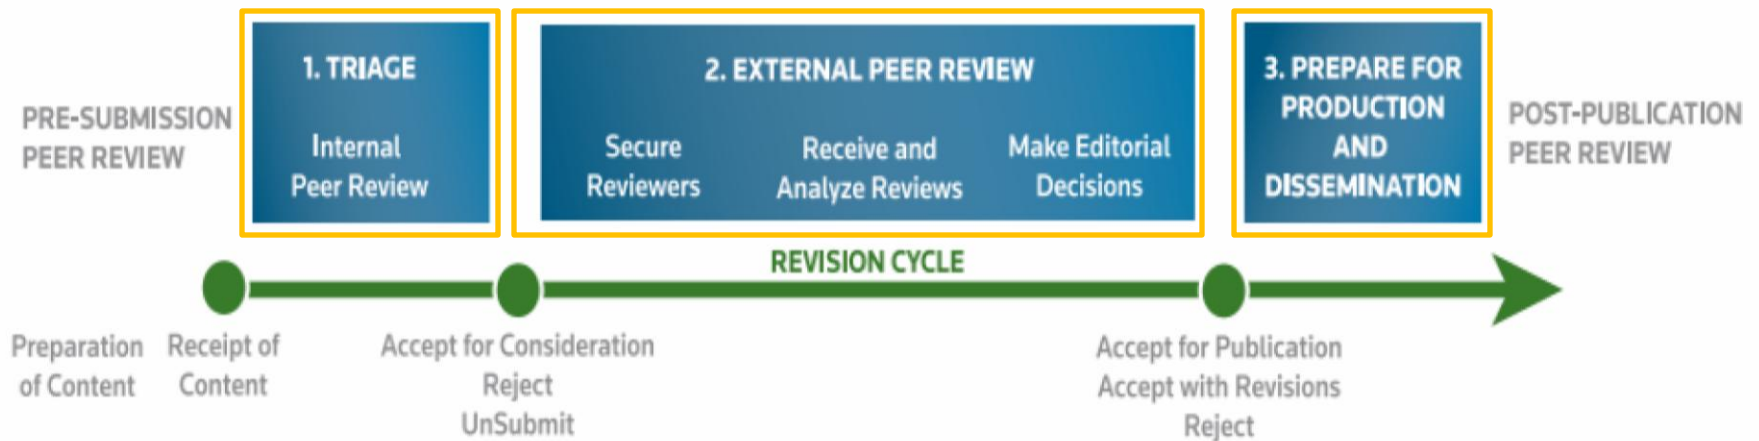 PRE-SUBMISSION
PEER REVIEW
1. TRIAGE
Internal
Peer Review
2. EXTERNAL PEER REVIEW
Secure
Reviewers
Receive and
Analyze Reviews
Make Editorial
Decisions
3. PREPARE FOR
PRODUCTION
AND
DISSEMINATION
POST-PUBLICATION
PEER REVIEW
REVISION CYCLE
Preparation
of Content
Receipt of
Content
Accept for Consideration
Reject
UnSubmit
Accept for Publication
Accept with Revisions
Reject